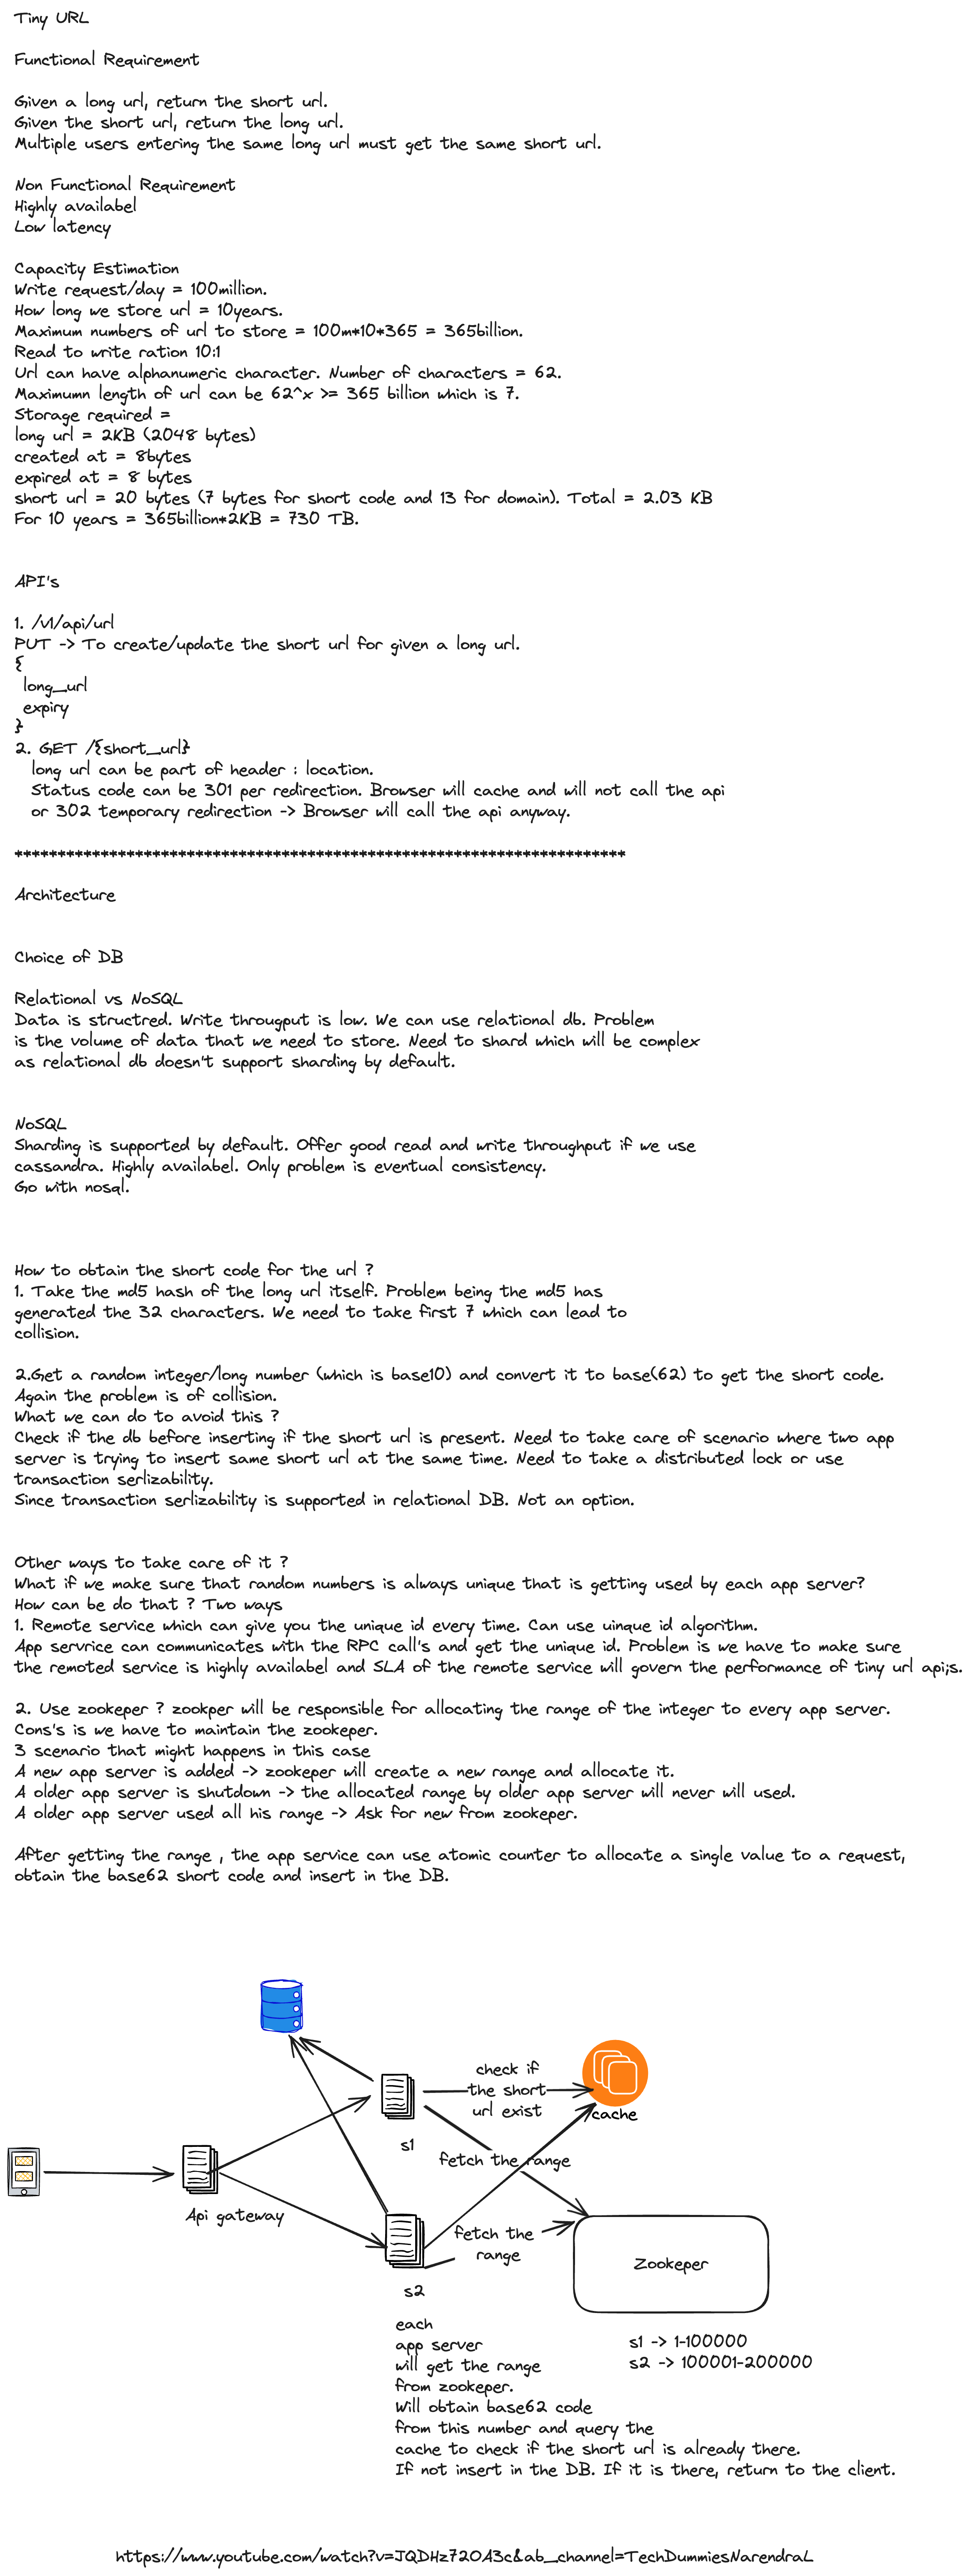 Tiny URL
Functional Requirement
Given a long url, return the short url.
Given the short url, return the long url.
Multiple users entering the same long url must get the same short url.
Non Functional Requirement
Highly availabel
Low latency
Capacity Estimation
Write request/day = 100million.
How long we store url = 10years.
Maximum numbers of url to store = 100m*10*365 = 365billion.
Read to write ration 10:1
Url can have alphanumeric character. Number of characters = 62.
Maximumn length of url can be 62^x >= 365 billion which is 7.
Storage required =
long url = 2KB (2048 bytes)
created at = 8bytes
expired at = 8 bytes
short url = 20 bytes (7 bytes for short code and 13 for domain). Total = 2.03 KB
For 10 years = 365billion*2KB = 730 TB.
API's
1. /v1/api/url
PUT -> To create/update the short url for given a long url.
{
long_url
expiry
}
2. GET /{short_url}
long url can be part of header : location.
Status code can be 301 per redirection. Browser will cache and will not call the api
or 302 temporary redirection -> Browser will call the api anyway.
***********************************************************************
Architecture
Choice of DB
Relational vs NoSQL
Data is structred. Write througput is low. We can use relational db. Problem
is the volume of data that we need to store. Need to shard which will be complex
as relational db doesn't support sharding by default.
NoSQL
Sharding is supported by default. Offer good read and write throughput if we use
cassandra. Highly availabel. Only problem is eventual consistency.
Go with nosql.
How to obtain the short code for the url ?
1. Take the md5 hash of the long url itself. Problem being the md5 has
generated the 32 characters. We need to take first 7 which can lead to
collision.
2.Get a random integer/long number (which is base10) and convert it to base(62) to get the short code.
Again the problem is of collision.
What we can do to avoid this ?
Check if the db before inserting if the short url is present. Need to take care of scenario where two app
server is trying to insert same short url at the same time. Need to take a distributed lock or use
transaction serlizability.
Since transaction serlizability is supported in relational DB. Not an option.
Other ways to take care of it ?
What if we make sure that random numbers is always unique that is getting used by each app server?
How can be do that ? Two ways
1. Remote service which can give you the unique id every time. Can use uinque id algorithm.
App servrice can communicates with the RPC call's and get the unique id. Problem is we have to make sure
the remoted service is highly availabel and SLA of the remote service will govern the performance of tiny url api;s.
2. Use zookeper ? zookper will be responsible for allocating the range of the integer to every app server.
Cons's is we have to maintain the zookeper.
3 scenario that might happens in this case
A new app server is added -> zookeper will create a new range and allocate it.
A older app server is shutdown -> the allocated range by older app server will never will used.
A older app server used all his range -> Ask for new from zookeper.
After getting the range , the app service can use atomic counter to allocate a single value to a request,
obtain the base62 short code and insert in the DB.
check if
the short
url exist
cache
s1
fetch the range
Api gateway
fetch the
range
Zookeper
s2
each
app server
will get the range
from zookeper.
Will obtain base62 code
from this number and query the
cache to check if the short url is already there.
If not insert in the DB. If it is there, return to the client.
s1 -> 1-100000
s2 -> 100001-200000
https://www.youtube.com/watch?v=JQDHz72OA3c&ab_channel=TechDummiesNarendraL